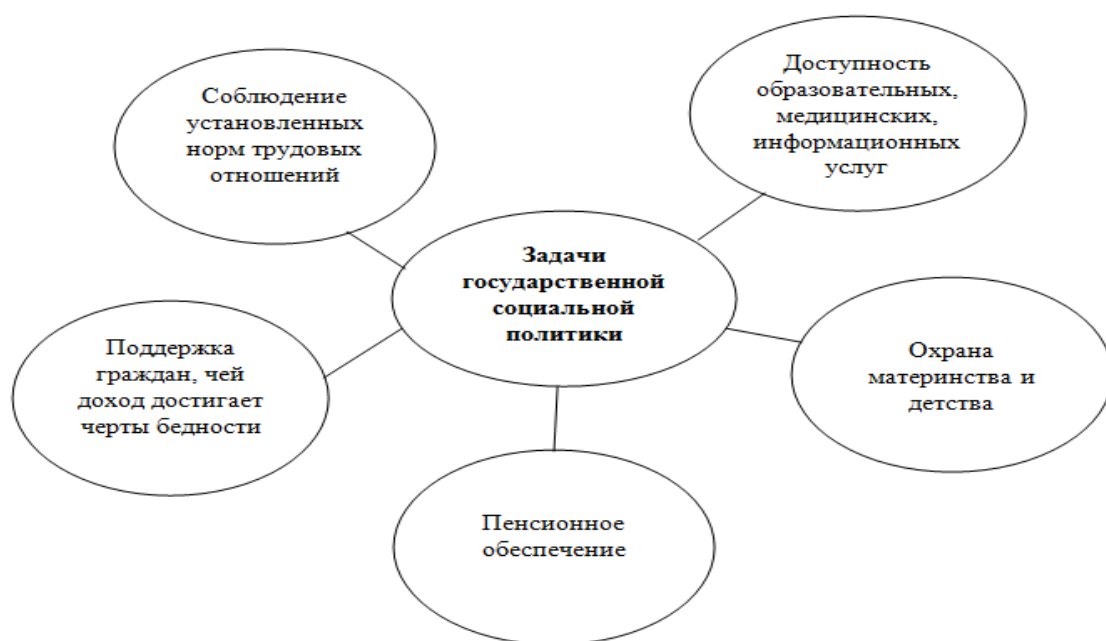 Соблюдение
установленных
норм трудовых
отношений
Доступность
образовательных,
медицинских,
информационных
услуг
Задачи
государственной
социальной
политики
Поддержка
граждан, чей
доход достигает
черты бедности
Охрана
материнства и
детства
Пенсионное
обеспечение